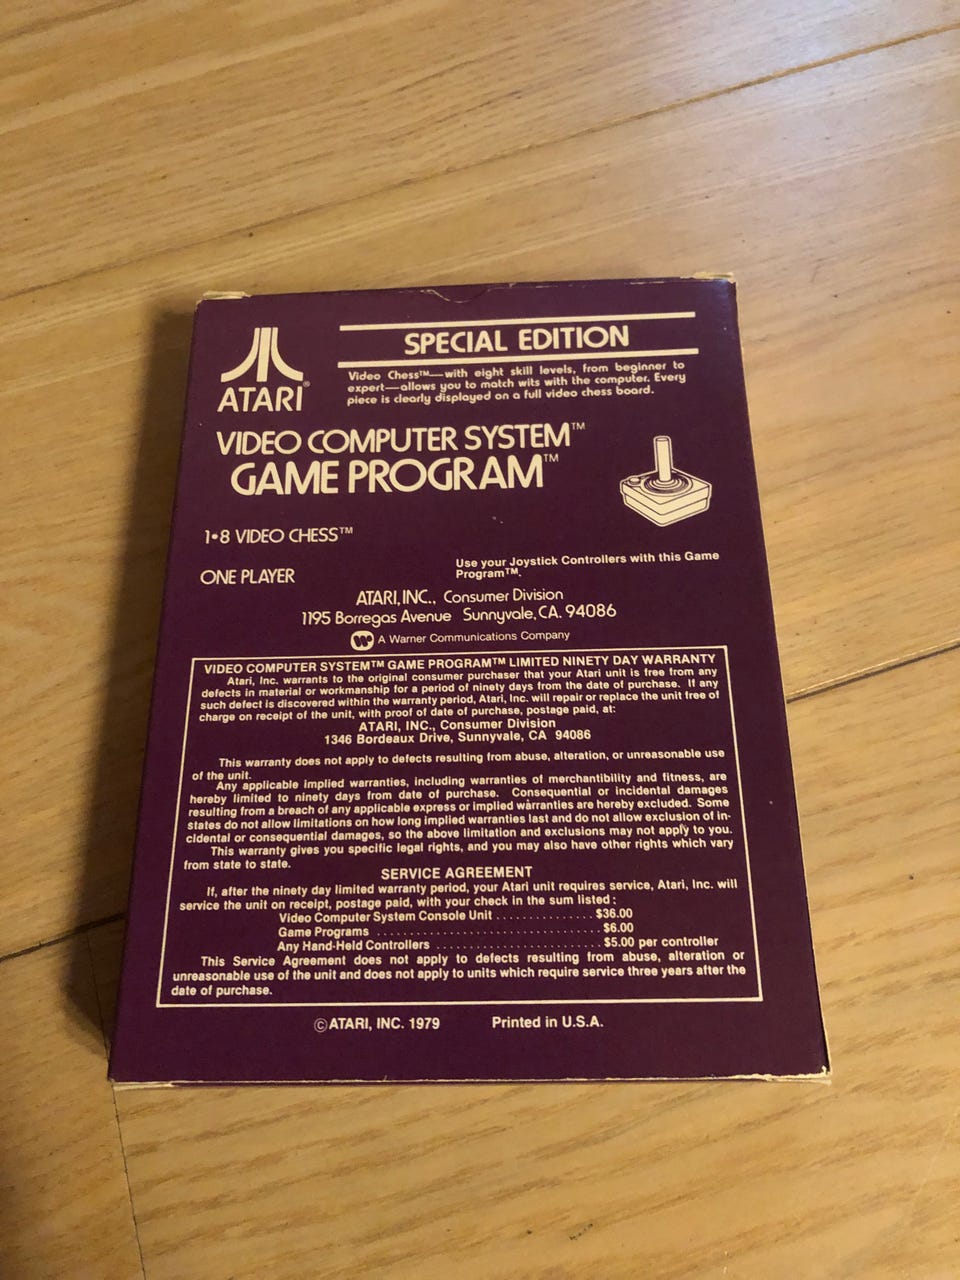 SPECIAL EDITION
Video Chess™—with eight skill levels, from beginner to
expert—allows you to match wits with the computer. Every
piece is clearly displayed on a full video chess board.
ATARI®
VIDEO COMPUTER SYSTEM™
GAME PROGRAM™
1•8 VIDEO CHESS™
Use your Joystick Controllers with this Game
Program™.
ONE PLAYER
ATARI, INC., Consumer Division
1195 Borregas Avenue Sunnyvale, CA. 94086
A Warner Communications Company
VIDEO COMPUTER SYSTEM™ GAME PROGRAM™ LIMITED NINETY DAY WARRANTY
Atari, Inc. warrants to the original consumer purchaser that your Atari unit is free from any
defects in material or workmanship for a period of ninety days from the date of purchase. If any
such defect is discovered within the warranty period, Atari, Inc. will repair or replace the unit free of
charge on receipt of the unit, with proof of date of purchase, postage paid, at:
ATARI, INC., Consumer Division
1346 Bordeaux Drive, Sunnyvale, CA 94086
This warranty does not apply to defects resulting from abuse, alteration, or unreasonable use
of the unit.
Any applicable implied warranties, including warranties of merchantibility and fitness, are
hereby limited to ninety days from date of purchase. Consequential or incidental damages
resulting from a breach of any applicable express or implied warranties are hereby excluded. Some
states do not allow limitations on how long implied warranties last and do not allow exclusion of in-
cidental or consequential damages, so the above limitation and exclusions may not apply to you.
This warranty gives you specific legal rights, and you may also have other rights which vary
from state to state.
SERVICE AGREEMENT
If, after the ninety day limited warranty period, your Atari unit requires service, Atari, Inc. will
service the unit on receipt, postage paid, with your check in the sum listed:
Video Computer System Console Unit . . . . . . . . . . . . . . . $36.00
Game Programs . . . . . . . . . . . . . . . . . . . . . . . . . . . . . . . . . $6.00
Any Hand-Held Controllers . . . . . . . . . . . . . . . . . . . . . . . . $5.00 per controller
This Service Agreement does not apply to defects resulting from abuse, alteration or
unreasonable use of the unit and does not apply to units which require service three years after the
date of purchase.
©ATARI, INC. 1979 Printed in U.S.A.